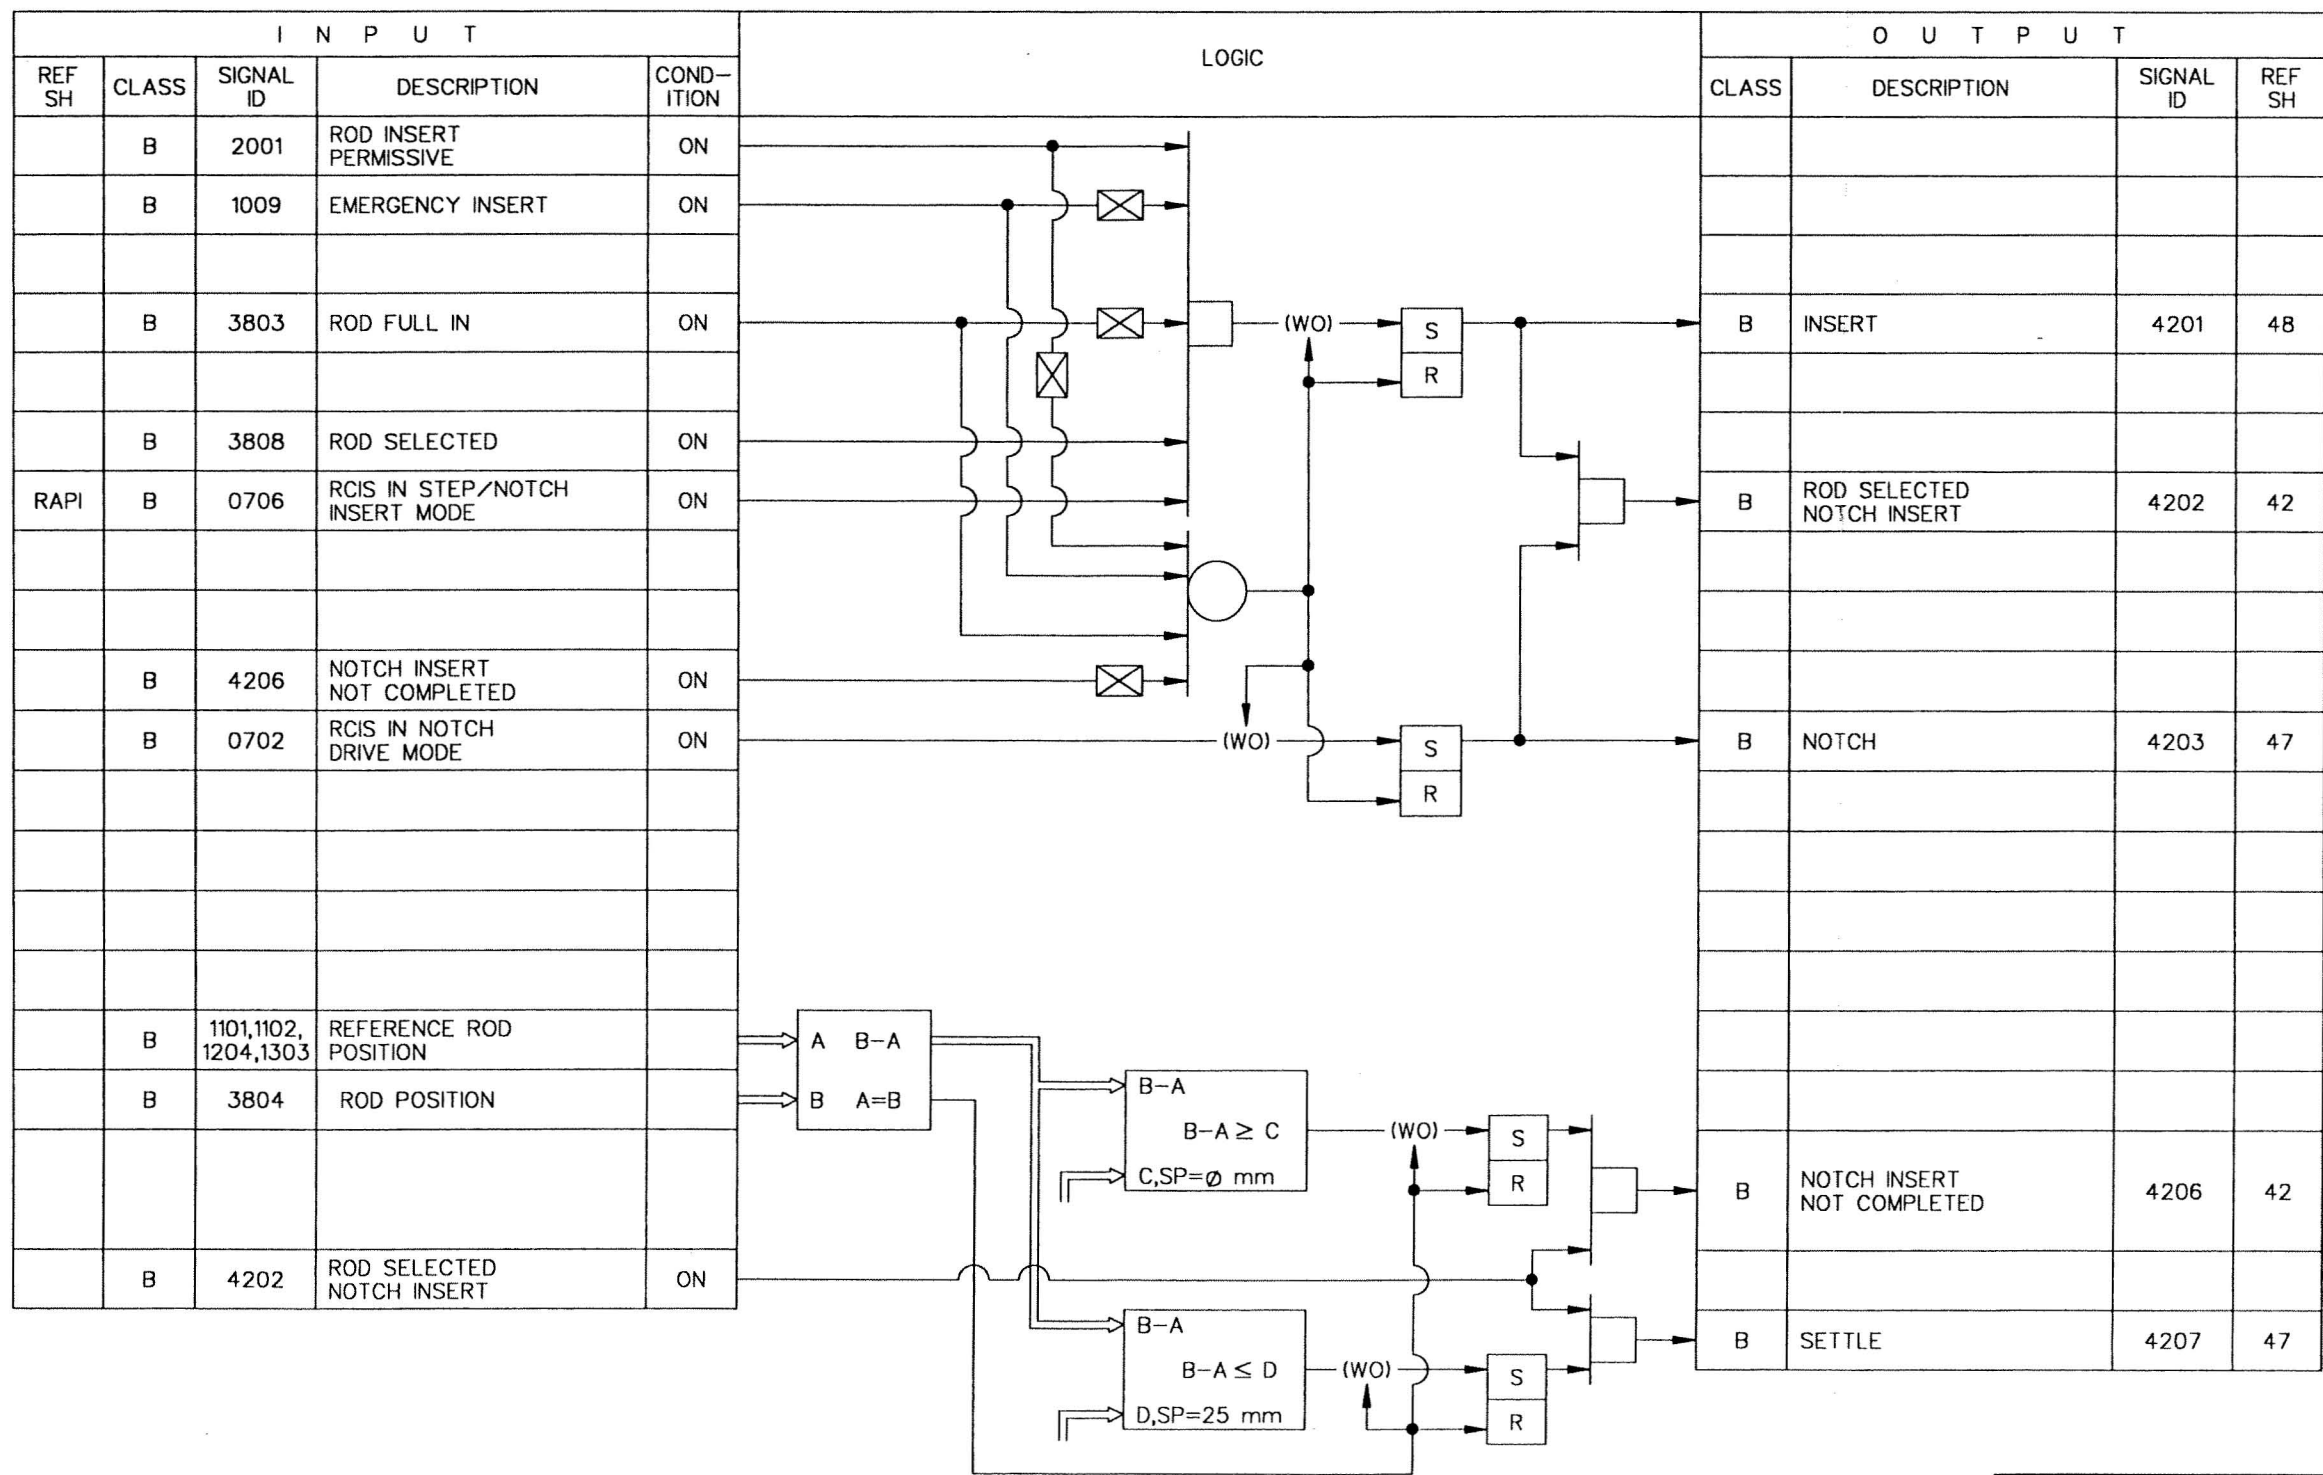 I N P U T
LOGIC
O U T P U T
REF SH
CLASS
SIGNAL ID
DESCRIPTION
COND-ITION
CLASS
DESCRIPTION
SIGNAL ID
REF SH
B 2001 ROD INSERT
PERMISSIVE ON
B 1009 EMERGENCY INSERT ON
B 3803 ROD FULL IN ON
(WO)
S
R
B INSERT 4201 48
B 3808 ROD SELECTED ON
RAPI B 0706 RCIS IN STEP/NOTCH
INSERT MODE ON
B ROD SELECTED
NOTCH INSERT 4202 42
B 4206 NOTCH INSERT
NOT COMPLETED ON
B 0702 RCIS IN NOTCH
DRIVE MODE ON
(WO)
S
R
B NOTCH 4203 47
B 1101,1102,
1204,1303
REFERENCE ROD
POSITION
A B-A
B 3804 ROD POSITION
B A=B
B-A
B-A ≥ C
C,SP=Ø mm
(WO)
S
R
B NOTCH INSERT
NOT COMPLETED 4206 42
B 4202 ROD SELECTED
NOTCH INSERT ON
B-A
B-A ≤ D
D,SP=25 mm
(WO)
S
R
B SETTLE 4207 47